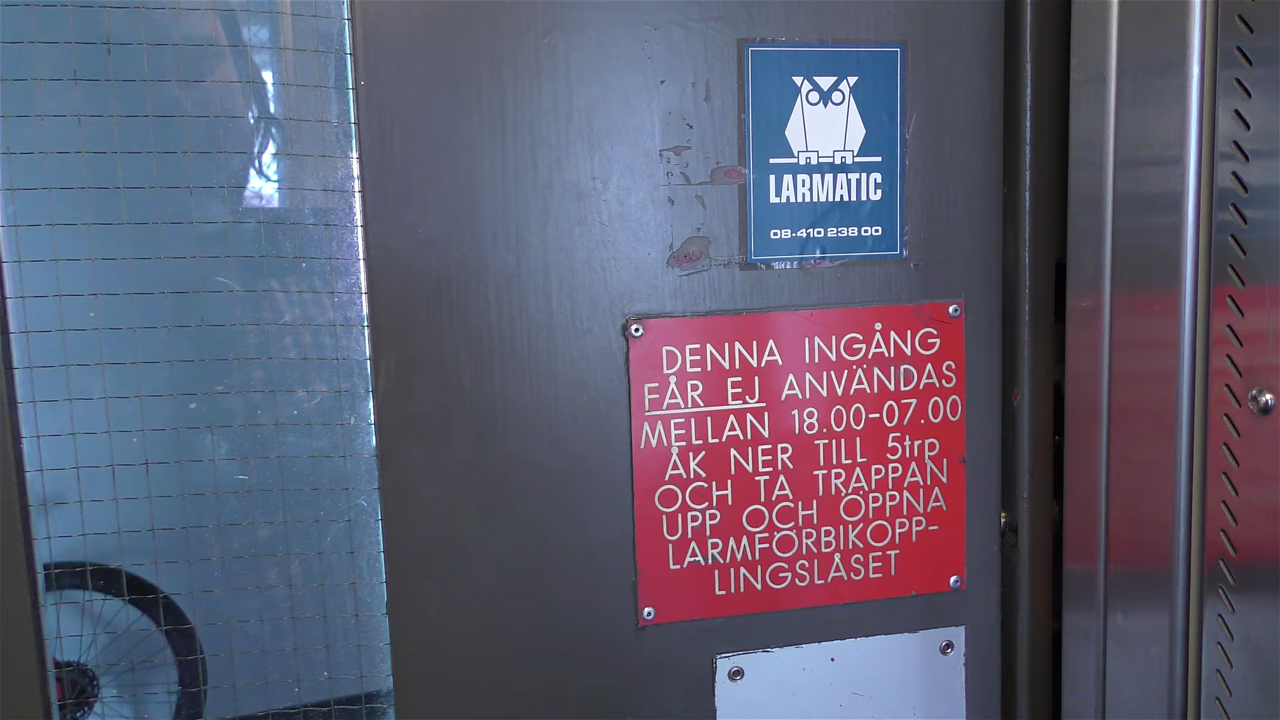 LARMATIC
08-410 238 00
DENNA INGÅNG
FÅR EJ ANVÄNDAS
MELLAN 18.00-07.00
ÅK NER TILL 5trp
OCH TA TRAPPAN
UPP OCH ÖPPNA
LARMFÖRBIKOPP-
LINGSLÅSET